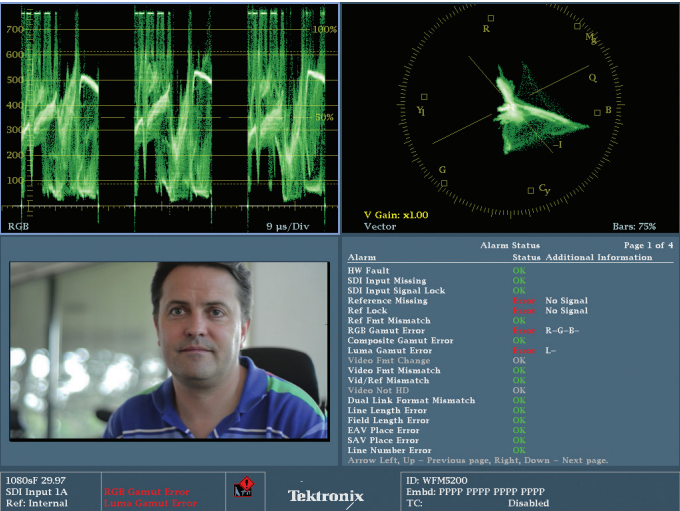 700
600
500
400
300
200
100
100%
50%
RGB
9 µs/Div
R
Q
B
-I
Cy
G
V Gain: x1.00
Vector
Bars: 75%
Alarm Status
Page 1 of 4
Alarm Status Additional Information
HW Fault OK
SDI Input Missing OK
SDI Input Signal Lock OK
Reference Missing Error No Signal
Ref Lock Error No Signal
Ref Fmt Mismatch OK
RGB Gamut Error Error R-G-B-
Composite Gamut Error OK
Luma Gamut Error Error L-
Video Fmt Change OK
Video Fmt Mismatch OK
Vid/Ref Mismatch OK
Video Not HD OK
Dual Link Format Mismatch OK
Line Length Error OK
Field Length Error OK
EAV Place Error OK
SAV Place Error OK
Line Number Error OK
Arrow Left, Up - Previous page, Right, Down - Next page.
1080sF 29.97
SDI Input 1A
Ref: Internal
RGB Gamut Error
Luma Gamut Error
Tektronix
ID: WFM5200
Embd: PPPP PPPP PPPP PPPP
TC: Disabled